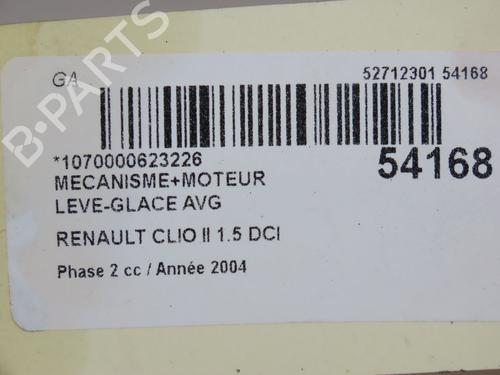 GA
52712301 54168
*1070000623226
54168
MECANISME+MOTEUR
LEVE-GLACE AVG
RENAULT CLIO II 1.5 DCI
Phase 2 cc / Année 2004
B-PARTS